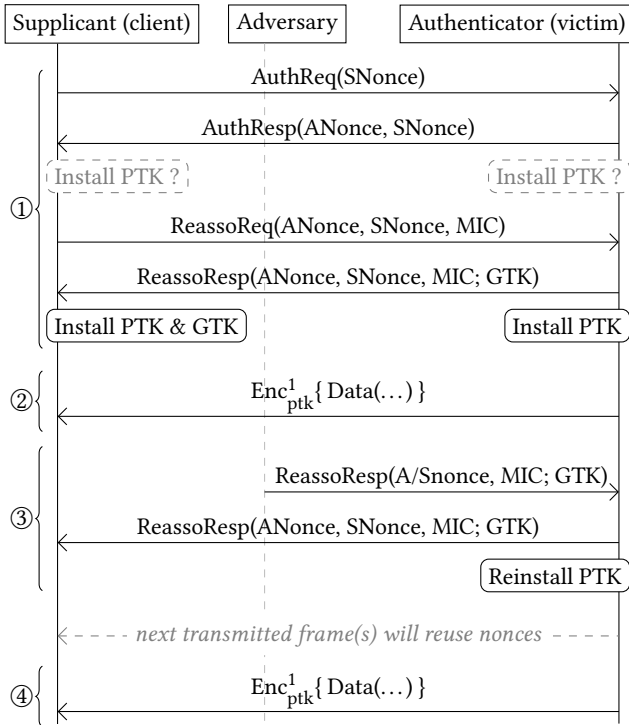 Supplicant (client) Adversary Authenticator (victim)
AuthReq(SNonce)
AuthResp(ANonce, SNonce)
Install PTK ? Install PTK ?
①
ReassoReq(ANonce, SNonce, MIC)
ReassoResp(ANonce, SNonce, MIC; GTK)
Install PTK & GTK Install PTK
② Enc¹ₚₜₖ{ Data(…) }
ReassoResp(A/Snonce, MIC; GTK)
③
ReassoResp(ANonce, SNonce, MIC; GTK)
Reinstall PTK
next transmitted frame(s) will reuse nonces
④ Enc¹ₚₜₖ{ Data(…) }